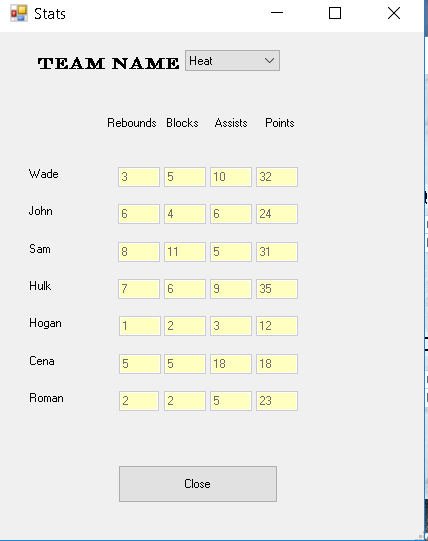 Stats
TEAM NAME Heat
Rebounds Blocks Assists Points
Wade 3 5 10 32
John 6 4 6 24
Sam 8 11 5 31
Hulk 7 6 9 35
Hogan 1 2 3 12
Cena 5 5 18 18
Roman 2 2 5 23
Close